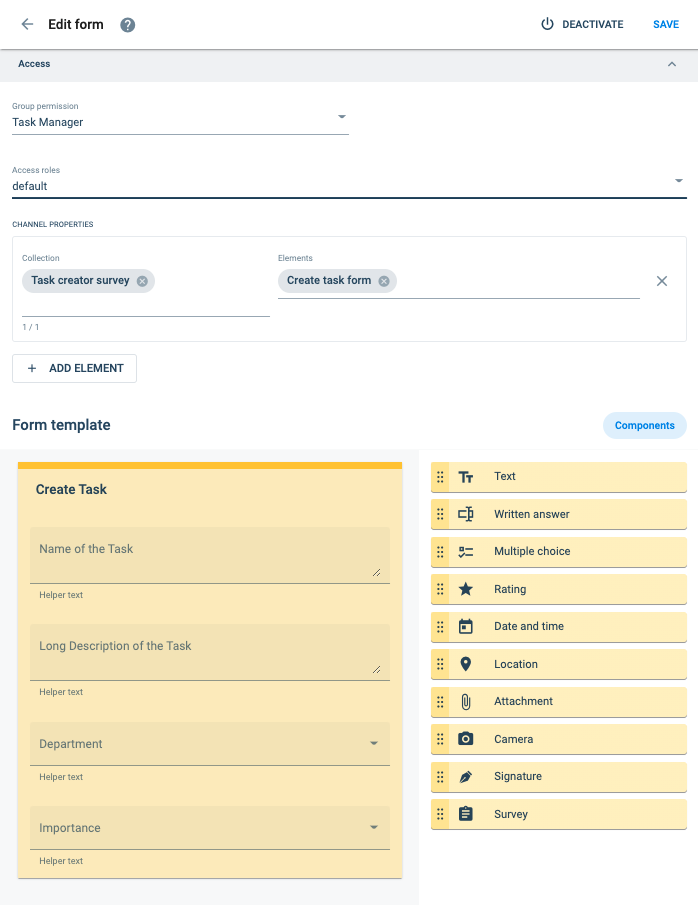 Edit form ? DEACTIVATE SAVE
Access
Group permission
Task Manager
Access roles
default
CHANNEL PROPERTIES
Collection Elements
Task creator survey Create task form
1 / 1
+ ADD ELEMENT
Form template Components
Create Task
Name of the Task
Helper text
Long Description of the Task
Helper text
Department
Helper text
Importance
Helper text
Text
Written answer
Multiple choice
Rating
Date and time
Location
Attachment
Camera
Signature
Survey